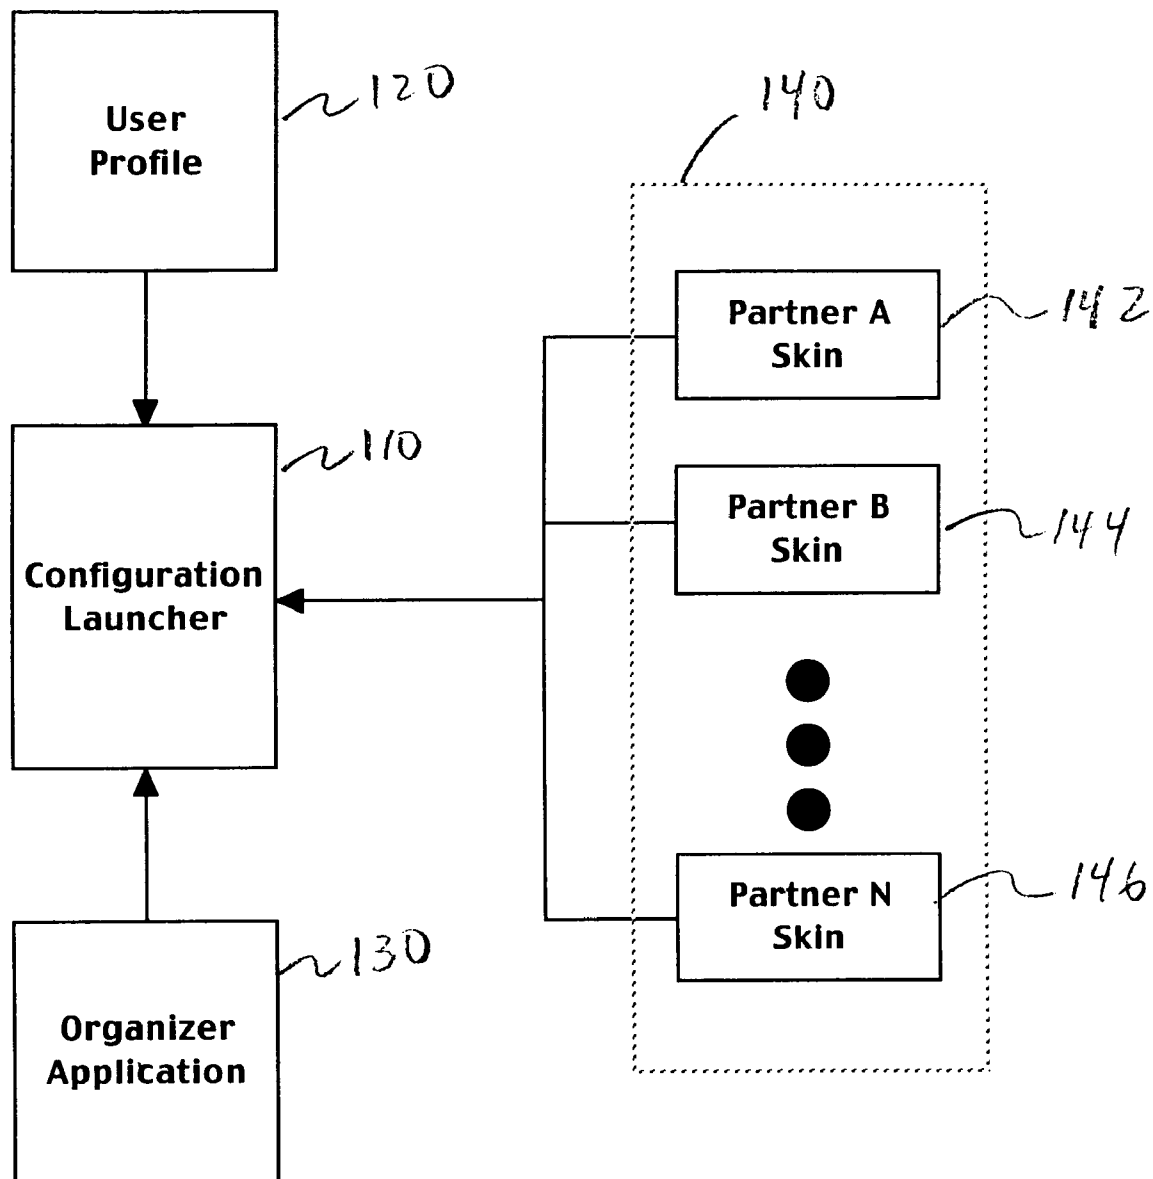 User
Profile
120
140
Partner A
Skin
142
110
Configuration
Launcher
Partner B
Skin
144
Partner N
Skin
146
130
Organizer
Application